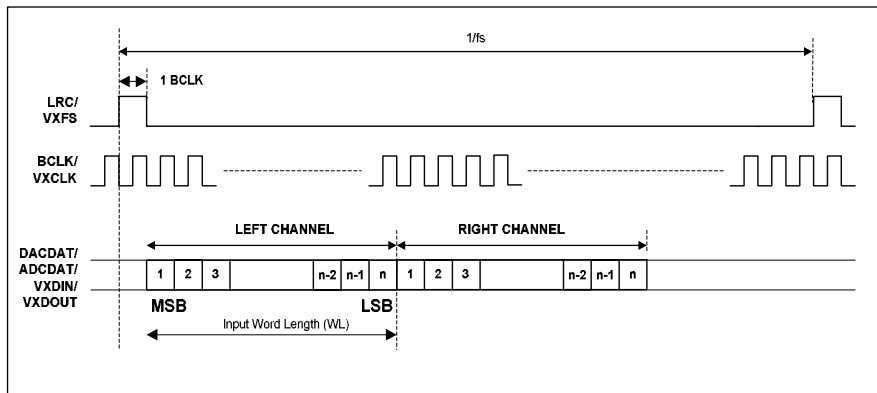 1/fs
1 BCLK
LRC/
VXFS
BCLK/
VXCLK
LEFT CHANNEL RIGHT CHANNEL
DACDAT/
ADCDAT/
VXDIN/
VXDOUT
1 2 3 n-2 n-1 n 1 2 3 n-2 n-1 n
MSB LSB
Input Word Length (WL)